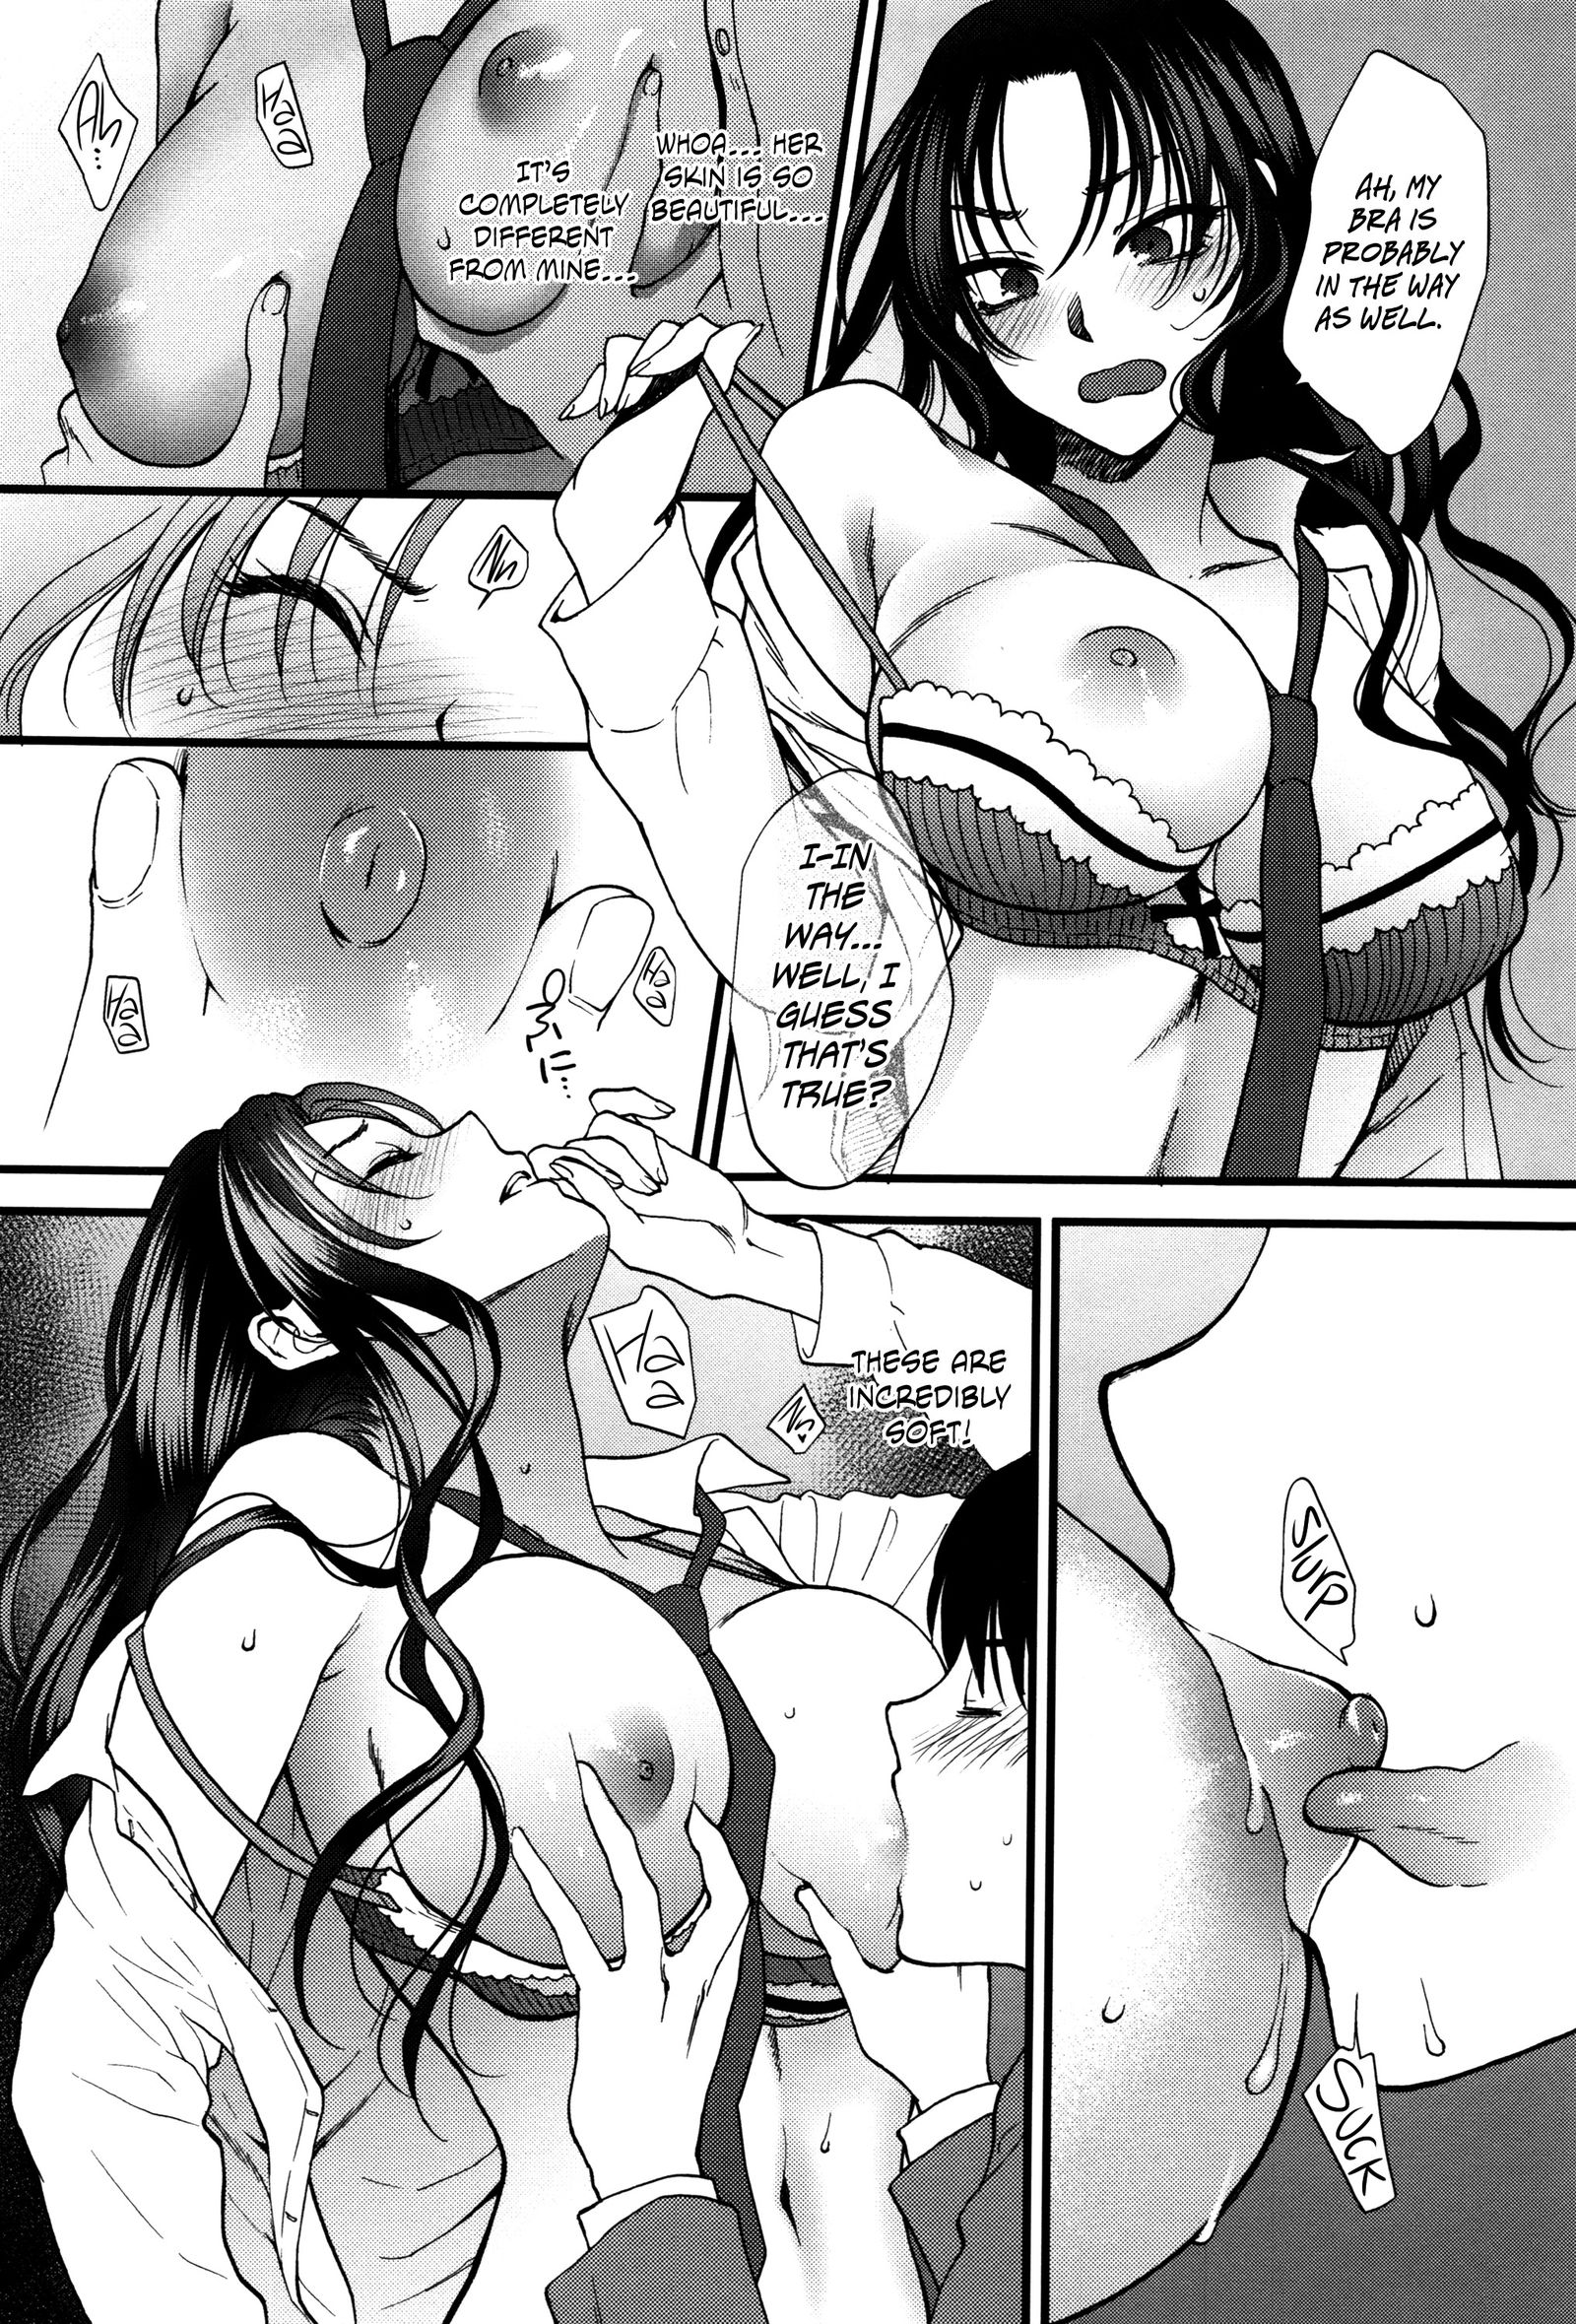 AH, MY
BRA IS
PROBABLY
IN THE WAY
AS WELL.
I-IN
THE
WAY...
WELL, I
GUESS
THAT'S
TRUE?
WHOA... HER
SKIN IS SO
BEAUTIFUL...
IT'S
COMPLETELY
DIFFERENT
FROM MINE...
Haa
Ah
...
Nn
Haa
Haa
THESE ARE
INCREDIBLY
SOFT!
Haa
Nn
Slurp
Suck